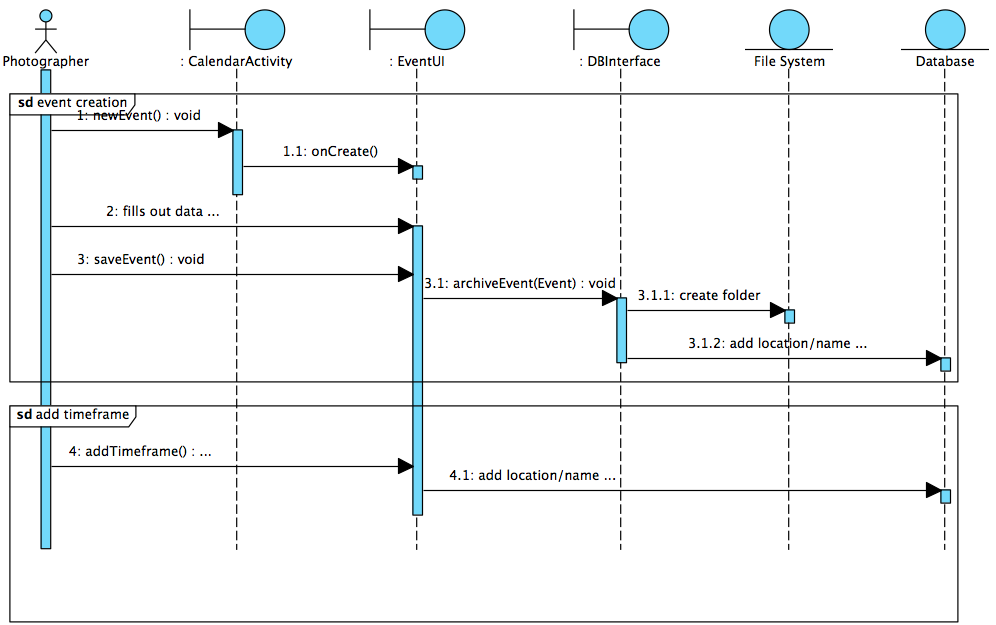 Photographer
: CalendarActivity
: EventUI
: DBInterface
File System
Database
sd event creation
1: newEvent() : void
1.1: onCreate()
2: fills out data ...
3: saveEvent() : void
3.1: archiveEvent(Event) : void
3.1.1: create folder
3.1.2: add location/name ...
sd add timeframe
4: addTimeframe() : ...
4.1: add location/name ...